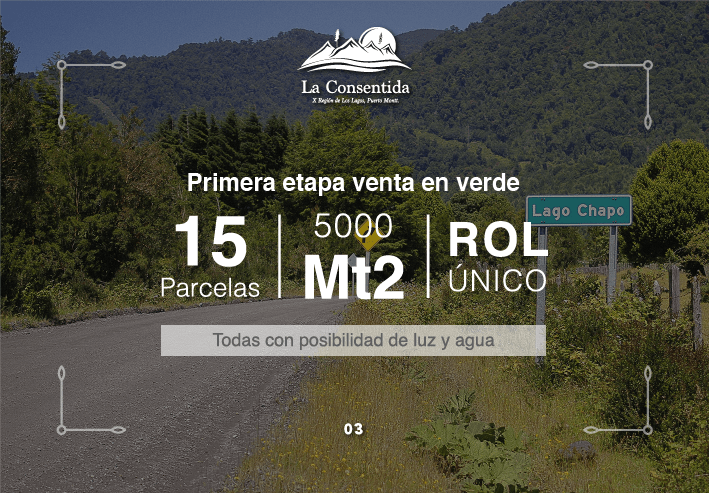 La Consentida
X Región de Los Lagos, Puerto Montt.
Primera etapa venta en verde
15
Parcelas
5000
Mt2
ROL
ÚNICO
Lago Chapo
Todas con posibilidad de luz y agua
03